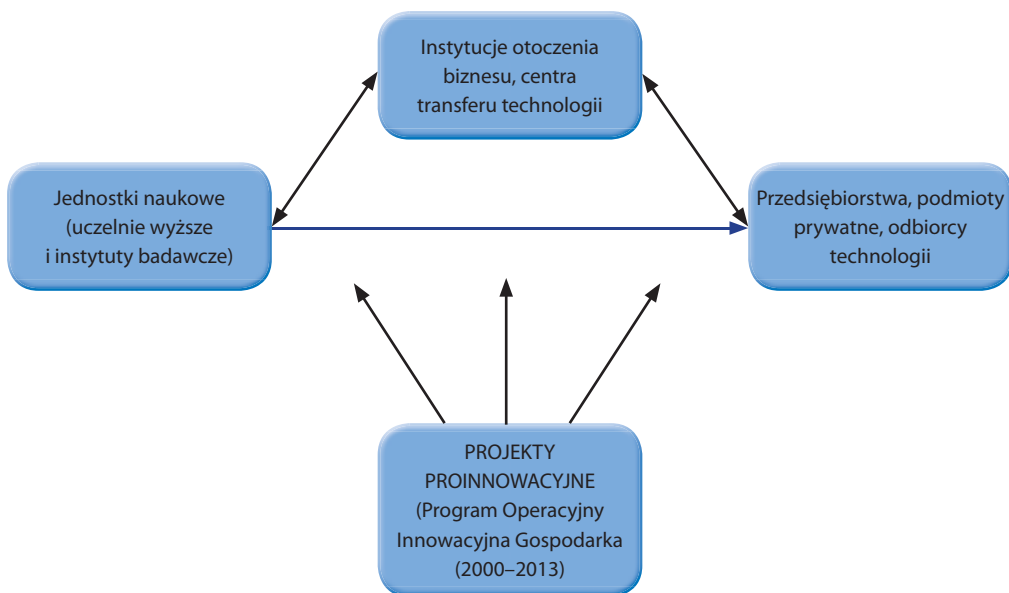 Instytucje otoczenia
biznesu, centra
transferu technologii
Jednostki naukowe
(uczelnie wyższe
i instytuty badawcze)
Przedsiębiorstwa, podmioty
prywatne, odbiorcy
technologii
PROJEKTY
PROINNOWACYJNE
(Program Operacyjny
Innowacyjna Gospodarka
(2000–2013)